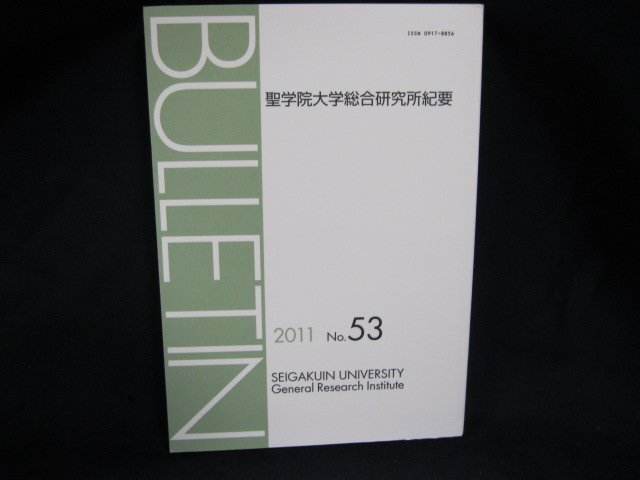 BULLETIN
ISSN 0917-8856
聖学院大学総合研究所紀要
2011 No.53
SEIGAKUIN UNIVERSITY
General Research Institute